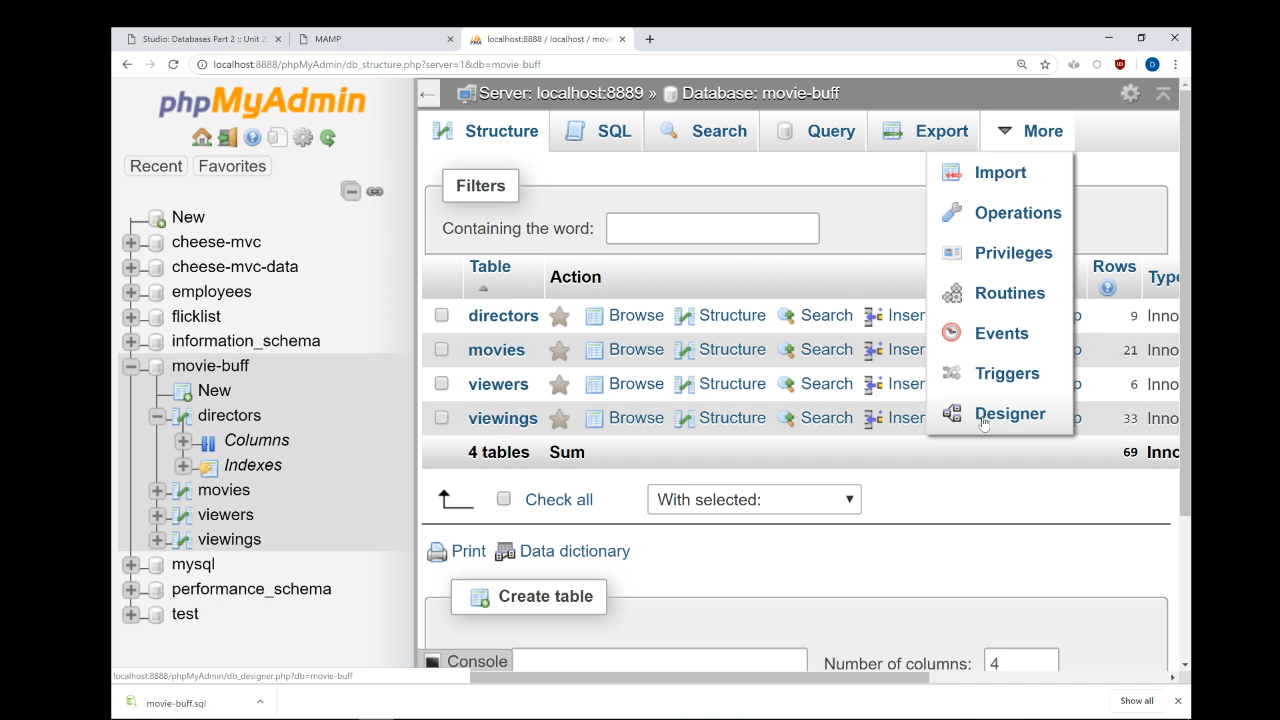 Studio: Databases Part 2 :: Unit 2
MAMP
localhost:8888 / localhost / movi
localhost:8888/phpMyAdmin/db_structure.php?server=1&db=movie-buff
D
phpMyAdmin
Recent
Favorites
New
cheese-mvc
cheese-mvc-data
employees
flicklist
information_schema
movie-buff
New
directors
Columns
Indexes
movies
viewers
viewings
mysql
performance_schema
test
Server: localhost:8889 » Database: movie-buff
Structure SQL Search Query Export More
Import
Operations
Privileges
Routines
Events
Triggers
Designer
Filters
Containing the word:
Table Action Rows Type
directors Browse Structure Search Inser p 9 Inno
movies Browse Structure Search Inser p 21 Inno
viewers Browse Structure Search Inser p 6 Inno
viewings Browse Structure Search Inser p 33 Inno
4 tables Sum 69 Inno
Check all With selected:
Print Data dictionary
Create table
Console Number of columns: 4
localhost:8888/phpMyAdmin/db_designer.php?db=movie-buff
movie-buff.sql
Show all